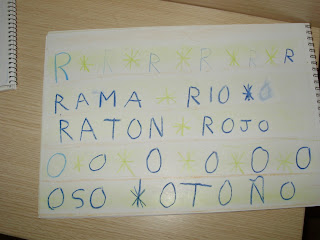 R * R * R * R * R * R
RAMA * RIO * O
RATON * ROJO
O * O * O * O * O * O
OSO * OTOÑO